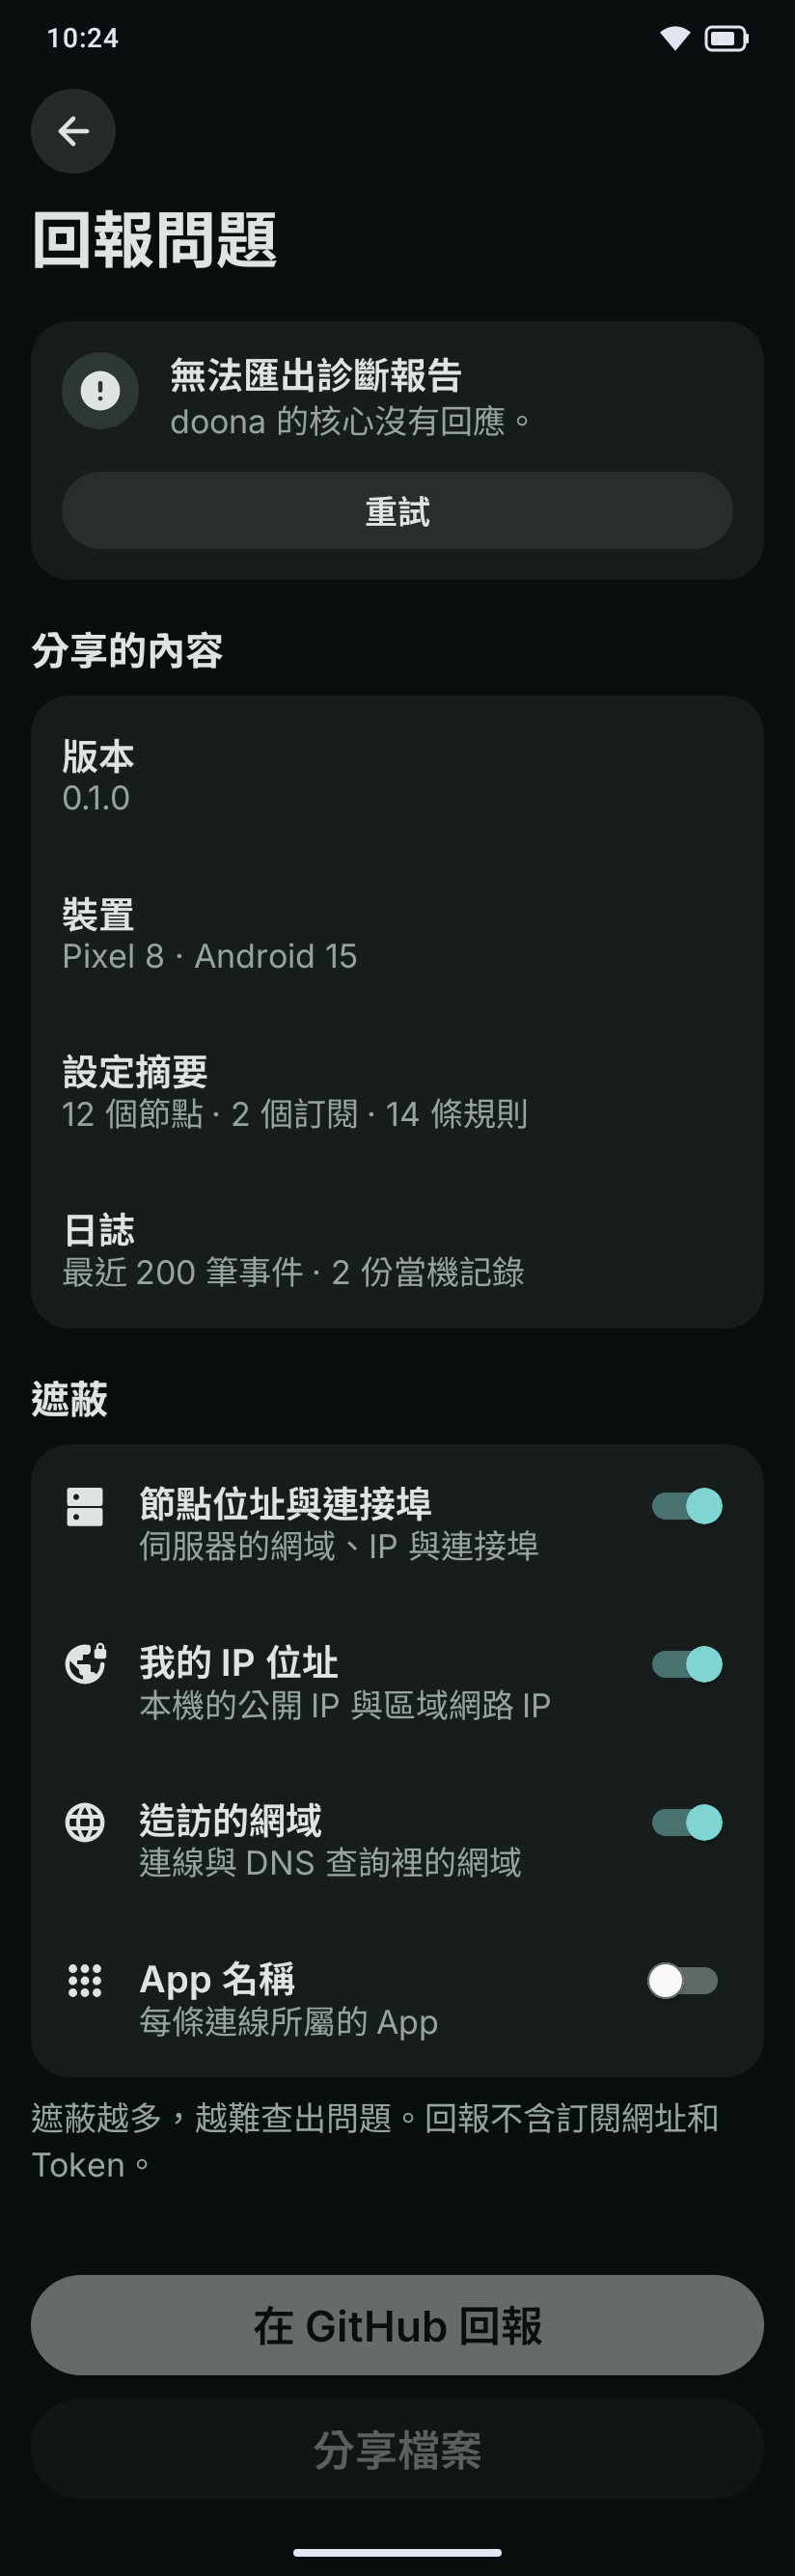 10:24
回報問題
無法匯出診斷報告
doona 的核心沒有回應。
重試
分享的內容
版本
0.1.0
裝置
Pixel 8 · Android 15
設定摘要
12 個節點 · 2 個訂閱 · 14 條規則
日誌
最近 200 筆事件 · 2 份當機記錄
遮蔽
節點位址與連接埠
伺服器的網域、IP 與連接埠
我的 IP 位址
本機的公開 IP 與區域網路 IP
造訪的網域
連線與 DNS 查詢裡的網域
App 名稱
每條連線所屬的 App
遮蔽越多，越難查出問題。回報不含訂閱網址和
Token。
在 GitHub 回報
分享檔案